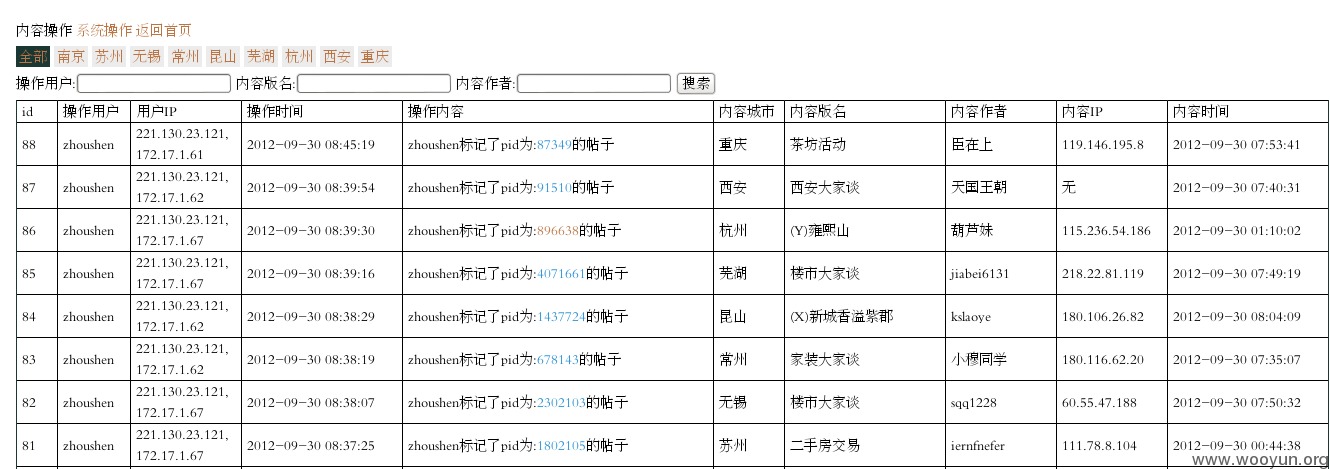 内容操作 系统操作 返回首页
全部 南京 苏州 无锡 常州 昆山 芜湖 杭州 西安 重庆
操作用户: 内容版名: 内容作者: 搜索
id 操作用户 用户IP 操作时间 操作内容 内容城市 内容版名 内容作者 内容IP 内容时间
88 zhoushen 221.130.23.121, 172.17.1.61 2012-09-30 08:45:19 zhoushen标记了pid为:87349的帖子 重庆 茶坊活动 臣在上 119.146.195.8 2012-09-30 07:53:41
87 zhoushen 221.130.23.121, 172.17.1.62 2012-09-30 08:39:54 zhoushen标记了pid为:91510的帖子 西安 西安大家谈 天国王朝 无 2012-09-30 07:40:31
86 zhoushen 221.130.23.121, 172.17.1.67 2012-09-30 08:39:30 zhoushen标记了pid为:896638的帖子 杭州 (Y)雍熙山 葫芦妹 115.236.54.186 2012-09-30 01:10:02
85 zhoushen 221.130.23.121, 172.17.1.67 2012-09-30 08:39:16 zhoushen标记了pid为:4071661的帖子 芜湖 楼市大家谈 jiabei6131 218.22.81.119 2012-09-30 07:49:19
84 zhoushen 221.130.23.121, 172.17.1.62 2012-09-30 08:38:29 zhoushen标记了pid为:1437724的帖子 昆山 (X)新城香溢紫郡 kslaoye 180.106.26.82 2012-09-30 08:04:09
83 zhoushen 221.130.23.121, 172.17.1.62 2012-09-30 08:38:19 zhoushen标记了pid为:678143的帖子 常州 家装大家谈 小穆同学 180.116.62.20 2012-09-30 07:35:07
82 zhoushen 221.130.23.121, 172.17.1.67 2012-09-30 08:38:07 zhoushen标记了pid为:2302103的帖子 无锡 楼市大家谈 sqq1228 60.55.47.188 2012-09-30 07:50:32
81 zhoushen 221.130.23.121, 172.17.1.67 2012-09-30 08:37:25 zhoushen标记了pid为:1802105的帖子 苏州 二手房交易 iernfnefer 111.78.8.104 2012-09-30 00:44:38
www.wooyun.org